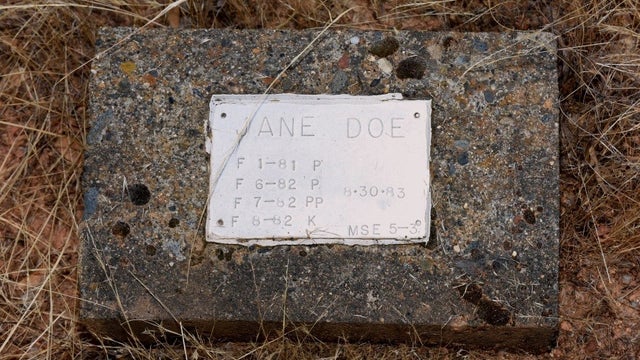 JANE DOE
F 1-81 P
F 6-82 P 8·30·83
F 7-82 PP
F 8-82 K
MSE 5-3